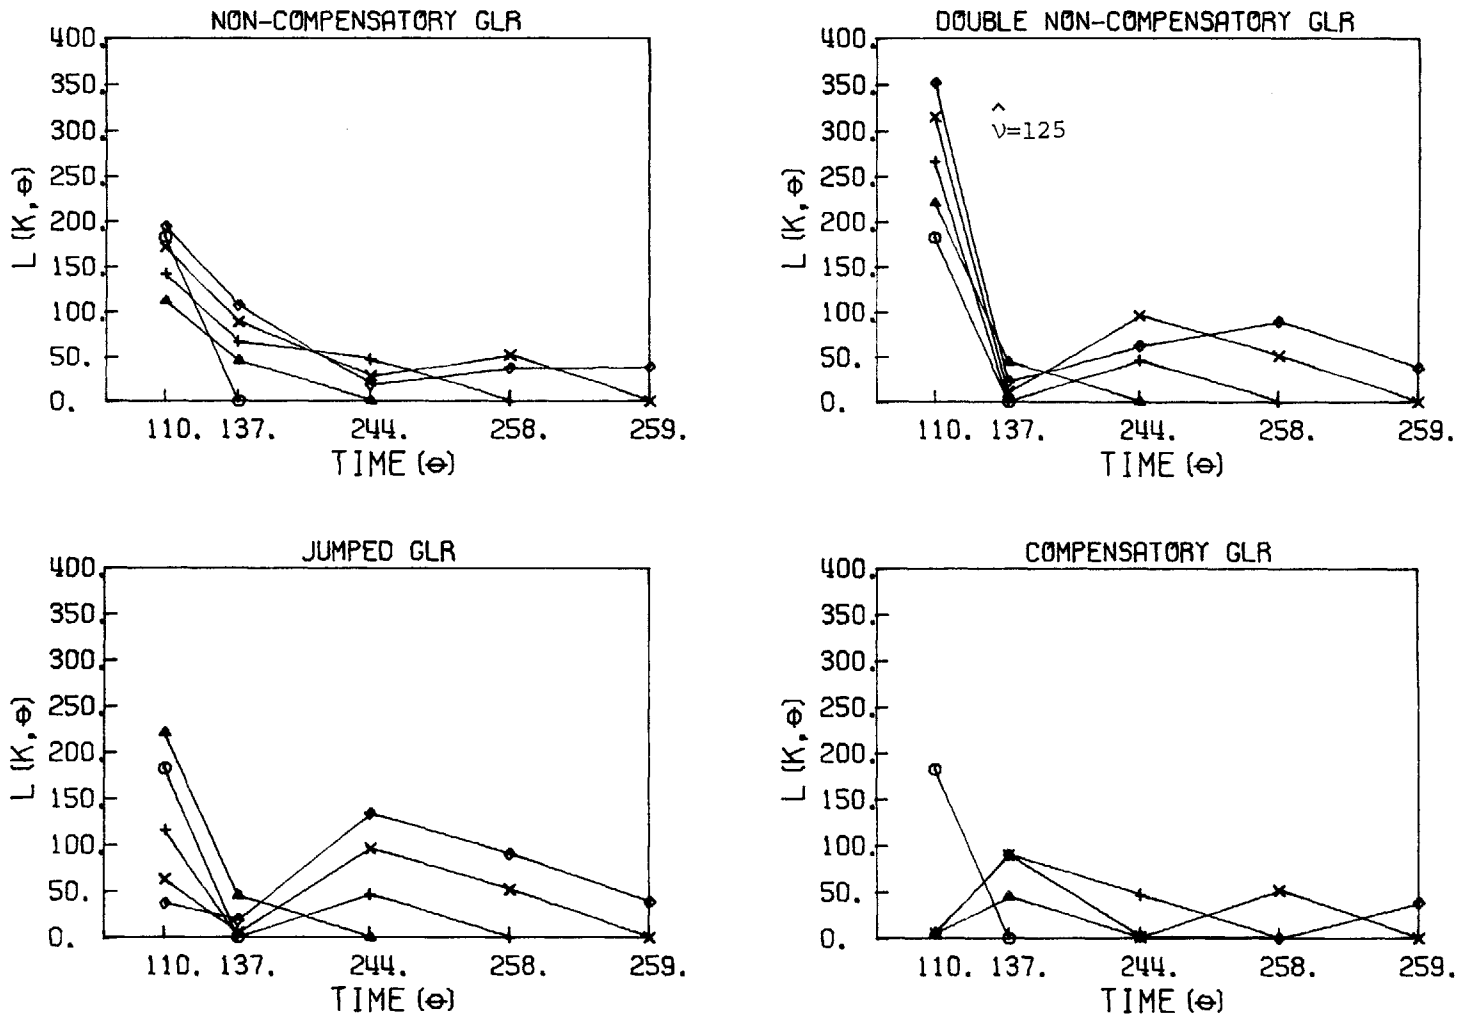 NON-COMPENSATORY GLR
400.
350.
300.
250.
200.
150.
100.
50.
0.
L (K,Θ)
110. 137. 244. 258. 259.
TIME (Θ)
DOUBLE NON-COMPENSATORY GLR
400.
350.
300.
250.
200.
150.
100.
50.
0.
L (K,Θ)
ν̂=125
110. 137. 244. 258. 259.
TIME (Θ)
JUMPED GLR
400.
350.
300.
250.
200.
150.
100.
50.
0.
L (K,Θ)
110. 137. 244. 258. 259.
TIME (Θ)
COMPENSATORY GLR
400.
350.
300.
250.
200.
150.
100.
50.
0.
L (K,Θ)
110. 137. 244. 258. 259.
TIME (Θ)